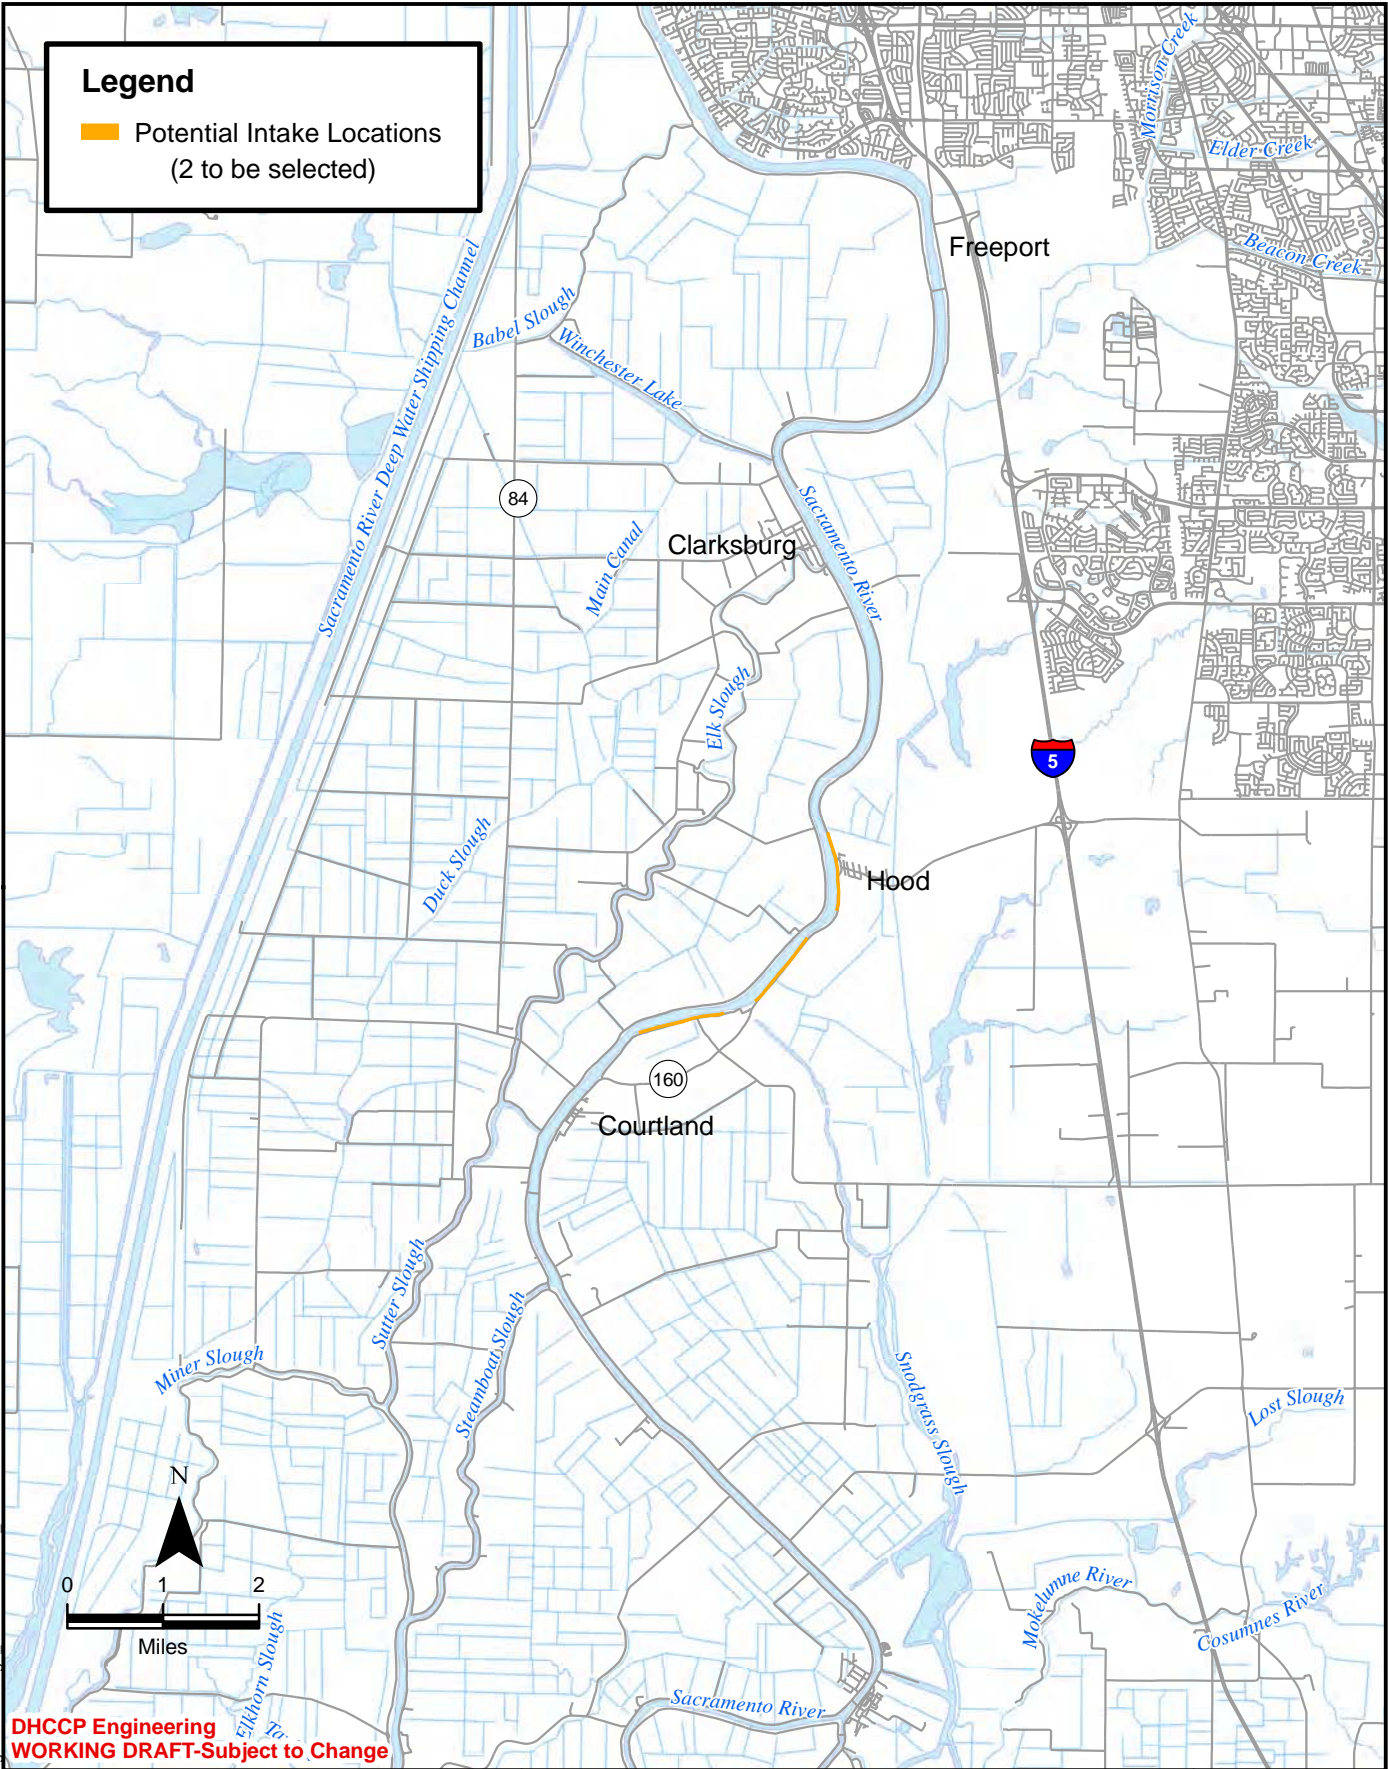 Legend
Potential Intake Locations
(2 to be selected)
Morrison Creek
Elder Creek
Beacon Creek
Freeport
Sacramento River Deep Water Shipping Channel
Babel Slough
Winchester Lake
84
Sacramento River
Clarksburg
Main Canal
Elk Slough
5
Duck Slough
Hood
160
Courtland
Sutter Slough
Steamboat Slough
Miner Slough
Snodgrass Slough
Lost Slough
N
0 1 2
Miles
Mokelumne River
Cosumnes River
Elkhorn Slough
Sacramento River
DHCCP Engineering
WORKING DRAFT-Subject to Change